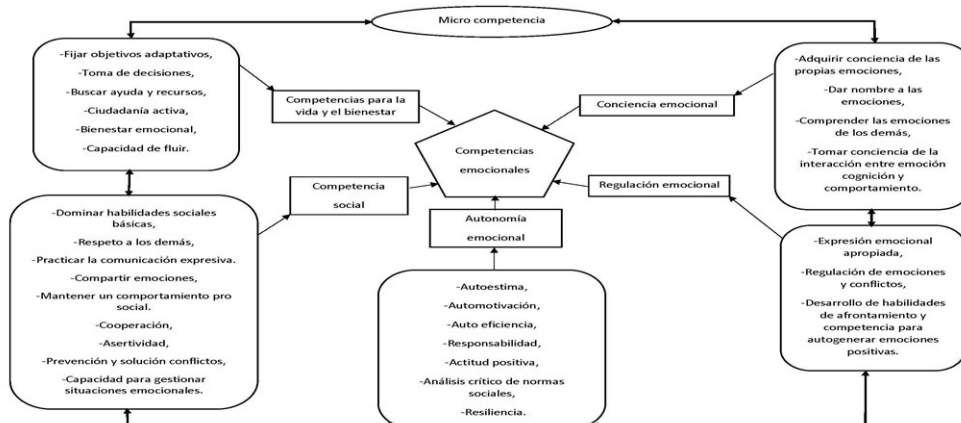 Micro competencia
-Fijar objetivos adaptativos,
-Toma de decisiones,
-Buscar ayuda y recursos,
-Ciudadanía activa,
-Bienestar emocional,
-Capacidad de fluir.
Competencias para la
vida y el bienestar
Conciencia emocional
-Adquirir conciencia de las
propias emociones,
-Dar nombre a las
emociones,
-Comprender las emociones
de los demás,
-Tomar conciencia de la
interacción entre emoción
cognición y
comportamiento.
Competencias
emocionales
Competencia
social
Regulación emocional
Autonomía
emocional
-Dominar habilidades sociales
básicas,
-Respeto a los demás,
-Practicar la comunicación expresiva.
-Compartir emociones,
-Mantener un comportamiento pro
social.
-Cooperación,
-Asertividad,
-Prevención y solución conflictos,
-Capacidad para gestionar
situaciones emocionales.
-Autoestima,
-Automotivación,
-Auto eficiencia,
-Responsabilidad,
-Actitud positiva,
-Análisis crítico de normas
sociales,
-Resiliencia.
-Expresión emocional
apropiada,
-Regulación de emociones
y conflictos,
-Desarrollo de habilidades
de afrontamiento y
competencia para
autogenerar emociones
positivas.